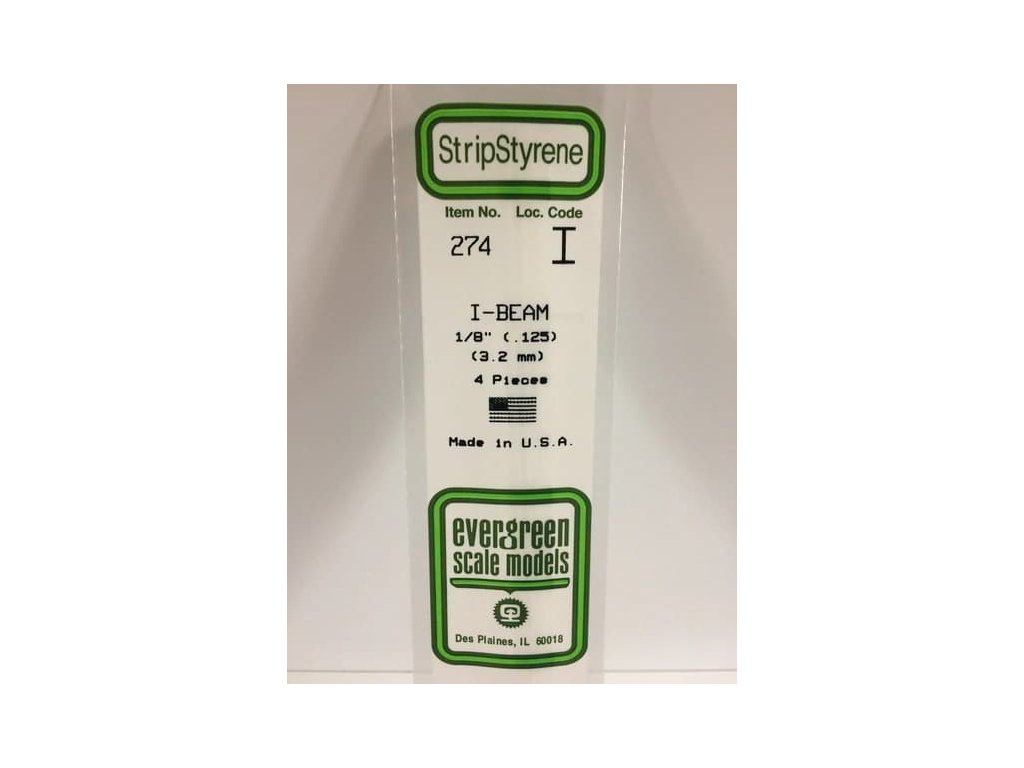 StripStyrene
Item No. Loc. Code
274 I
I-BEAM
1/8" (.125)
(3.2 mm)
4 Pieces
Made in U.S.A.
evergreen
scale models
Des Plaines, IL 60018